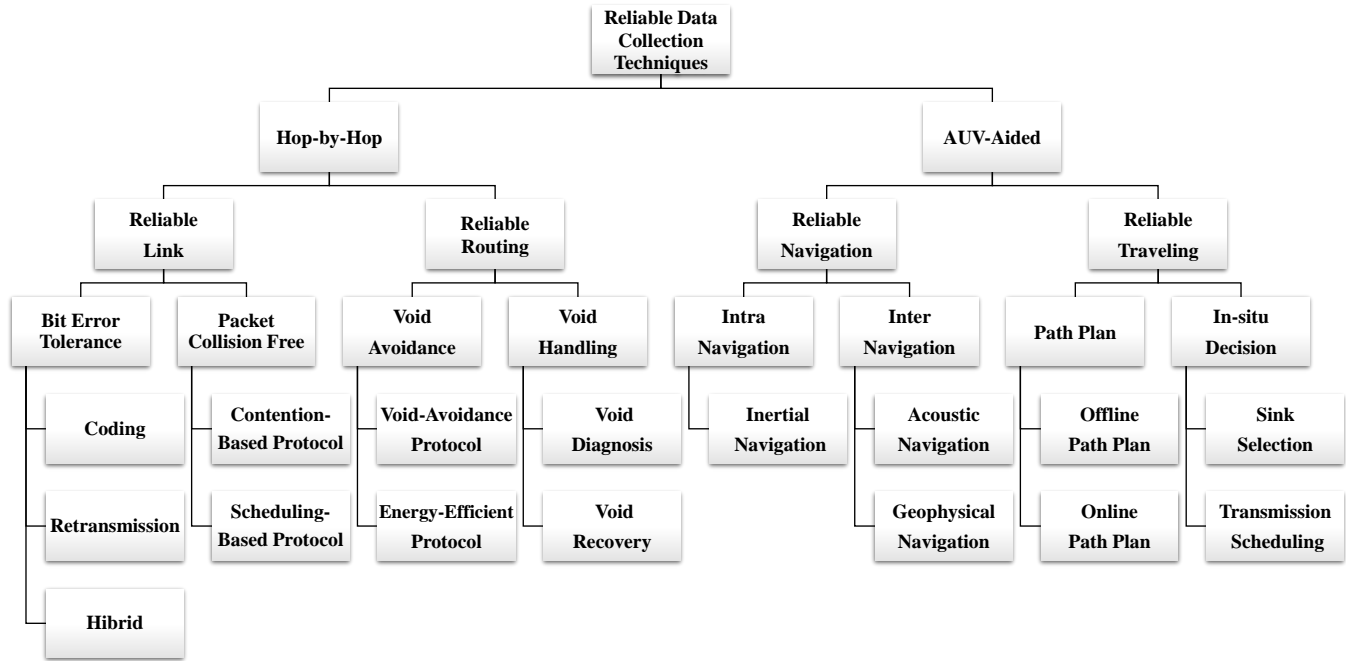 Reliable Data
Collection
Techniques
Hop-by-Hop
AUV-Aided
Reliable
Link
Reliable
Routing
Reliable
Navigation
Reliable
Traveling
Bit Error
Tolerance
Packet
Collision Free
Void
Avoidance
Void
Handling
Intra
Navigation
Inter
Navigation
Path Plan
In-situ
Decision
Coding
Contention-
Based Protocol
Void-Avoidance
Protocol
Void
Diagnosis
Inertial
Navigation
Acoustic
Navigation
Offline
Path Plan
Sink
Selection
Retransmission
Scheduling-
Based Protocol
Energy-Efficient
Protocol
Void
Recovery
Geophysical
Navigation
Online
Path Plan
Transmission
Scheduling
Hibrid